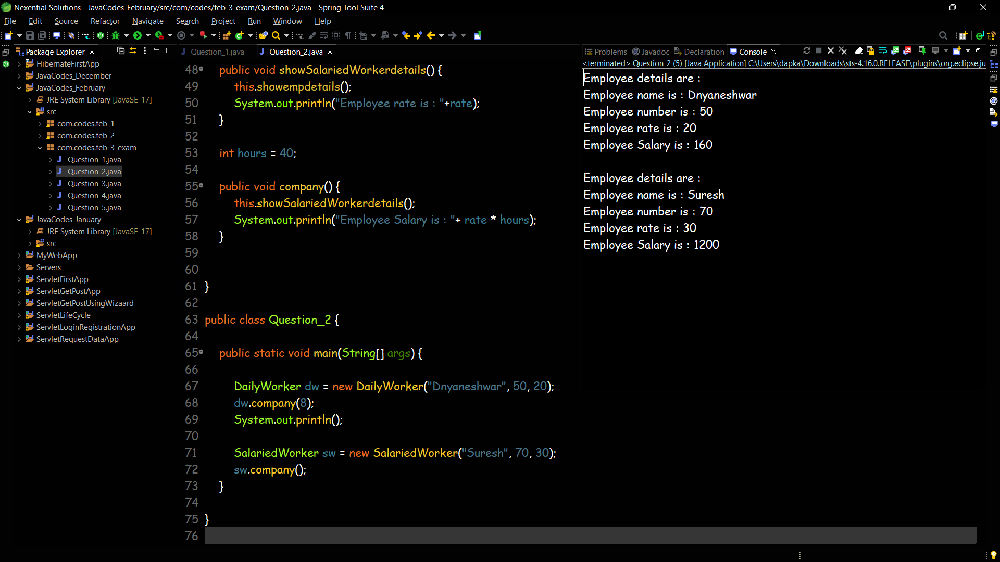 Nexential Solutions - JavaCodes_February/src/com/codes/feb_3_exam/Question_2.java - Spring Tool Suite 4
File Edit Source Refactor Navigate Search Project Run Window Help
Package Explorer
HibernateFirstApp
JavaCodes_December
JavaCodes_February
JRE System Library [JavaSE-17]
src
com.codes.feb_1
com.codes.feb_2
com.codes.feb_3_exam
Question_1.java
Question_2.java
Question_3.java
Question_4.java
Question_5.java
JavaCodes_January
JRE System Library [JavaSE-17]
src
MyWebApp
Servers
ServletFirstApp
ServletGetPostApp
ServletGetPostUsingWizaard
ServletLifeCycle
ServletLoginRegistrationApp
ServletRequestDataApp
Question_1.java Question_2.java
48 public void showSalariedWorkerdetails() {
49 this.showempdetails();
50 System.out.println("Employee rate is : "+rate);
51 }
52
53 int hours = 40;
54
55 public void company() {
56 this.showSalariedWorkerdetails();
57 System.out.println("Employee Salary is : "+ rate * hours);
58 }
59
60
61 }
62
63 public class Question_2 {
64
65 public static void main(String[] args) {
66
67 DailyWorker dw = new DailyWorker("Dnyaneshwar", 50, 20);
68 dw.company(8);
69 System.out.println();
70
71 SalariedWorker sw = new SalariedWorker("Suresh", 70, 30);
72 sw.company();
73 }
74
75 }
76
Problems Javadoc Declaration Console
<terminated> Question_2 (5) [Java Application] C:\Users\dapka\Downloads\sts-4.16.0.RELEASE\plugins\org.eclipse.ju
Employee details are :
Employee name is : Dnyaneshwar
Employee number is : 50
Employee rate is : 20
Employee Salary is : 160
Employee details are :
Employee name is : Suresh
Employee number is : 70
Employee rate is : 30
Employee Salary is : 1200